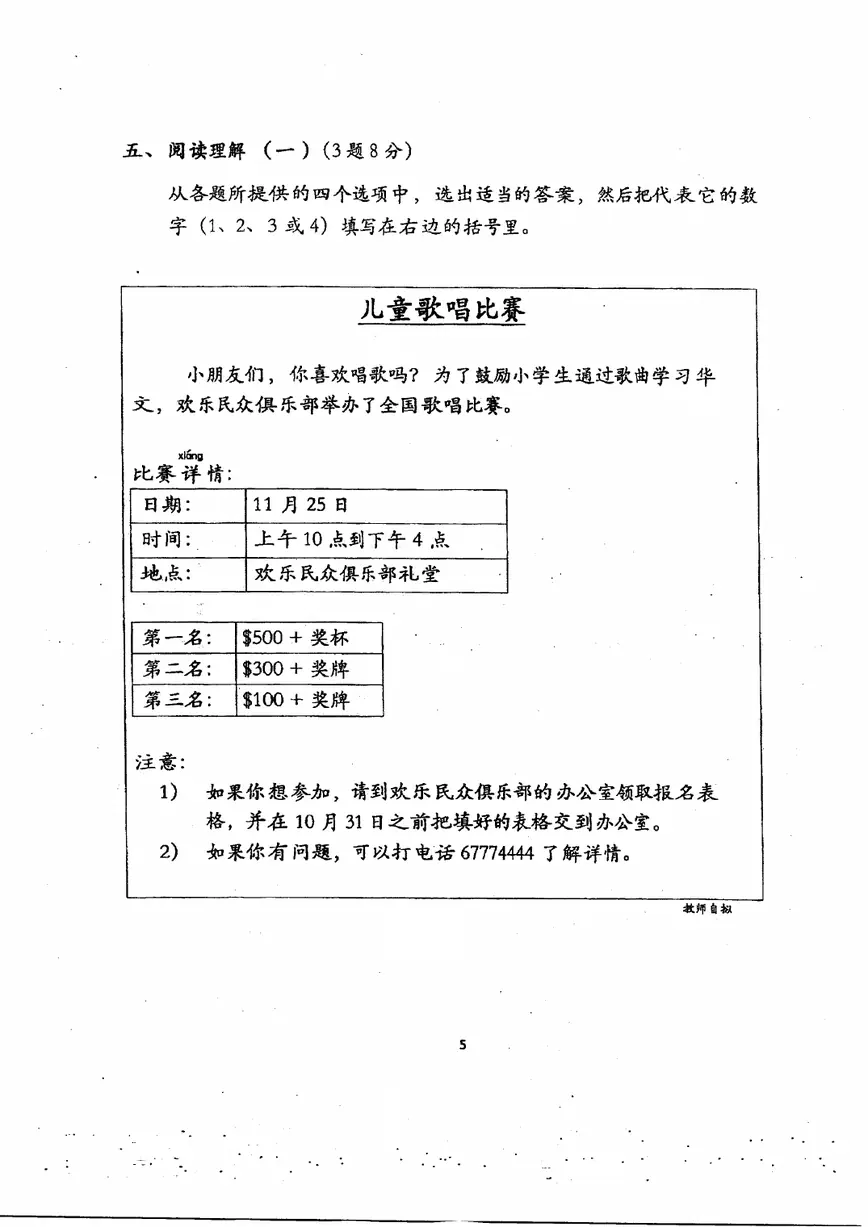 五、 阅读理解 （一）(3题8分)
从各题所提供的四个选项中，选出适当的答案，然后把代表它的数
字（1、2、3或4）填写在右边的括号里。
儿童歌唱比赛
小朋友们，你喜欢唱歌吗？为了鼓励小学生通过歌曲学习华
文，欢乐民众俱乐部举办了全国歌唱比赛。
xiáng
比赛详情：
日期： 11月25日
时间： 上午10点到下午4点
地点： 欢乐民众俱乐部礼堂
第一名： $500 + 奖杯
第二名： $300 + 奖牌
第三名： $100 + 奖牌
注意：
1) 如果你想参加，请到欢乐民众俱乐部的办公室领取报名表
格，并在10月31日之前把填好的表格交到办公室。
2) 如果你有问题，可以打电话67774444了解详情。
教师自拟
5